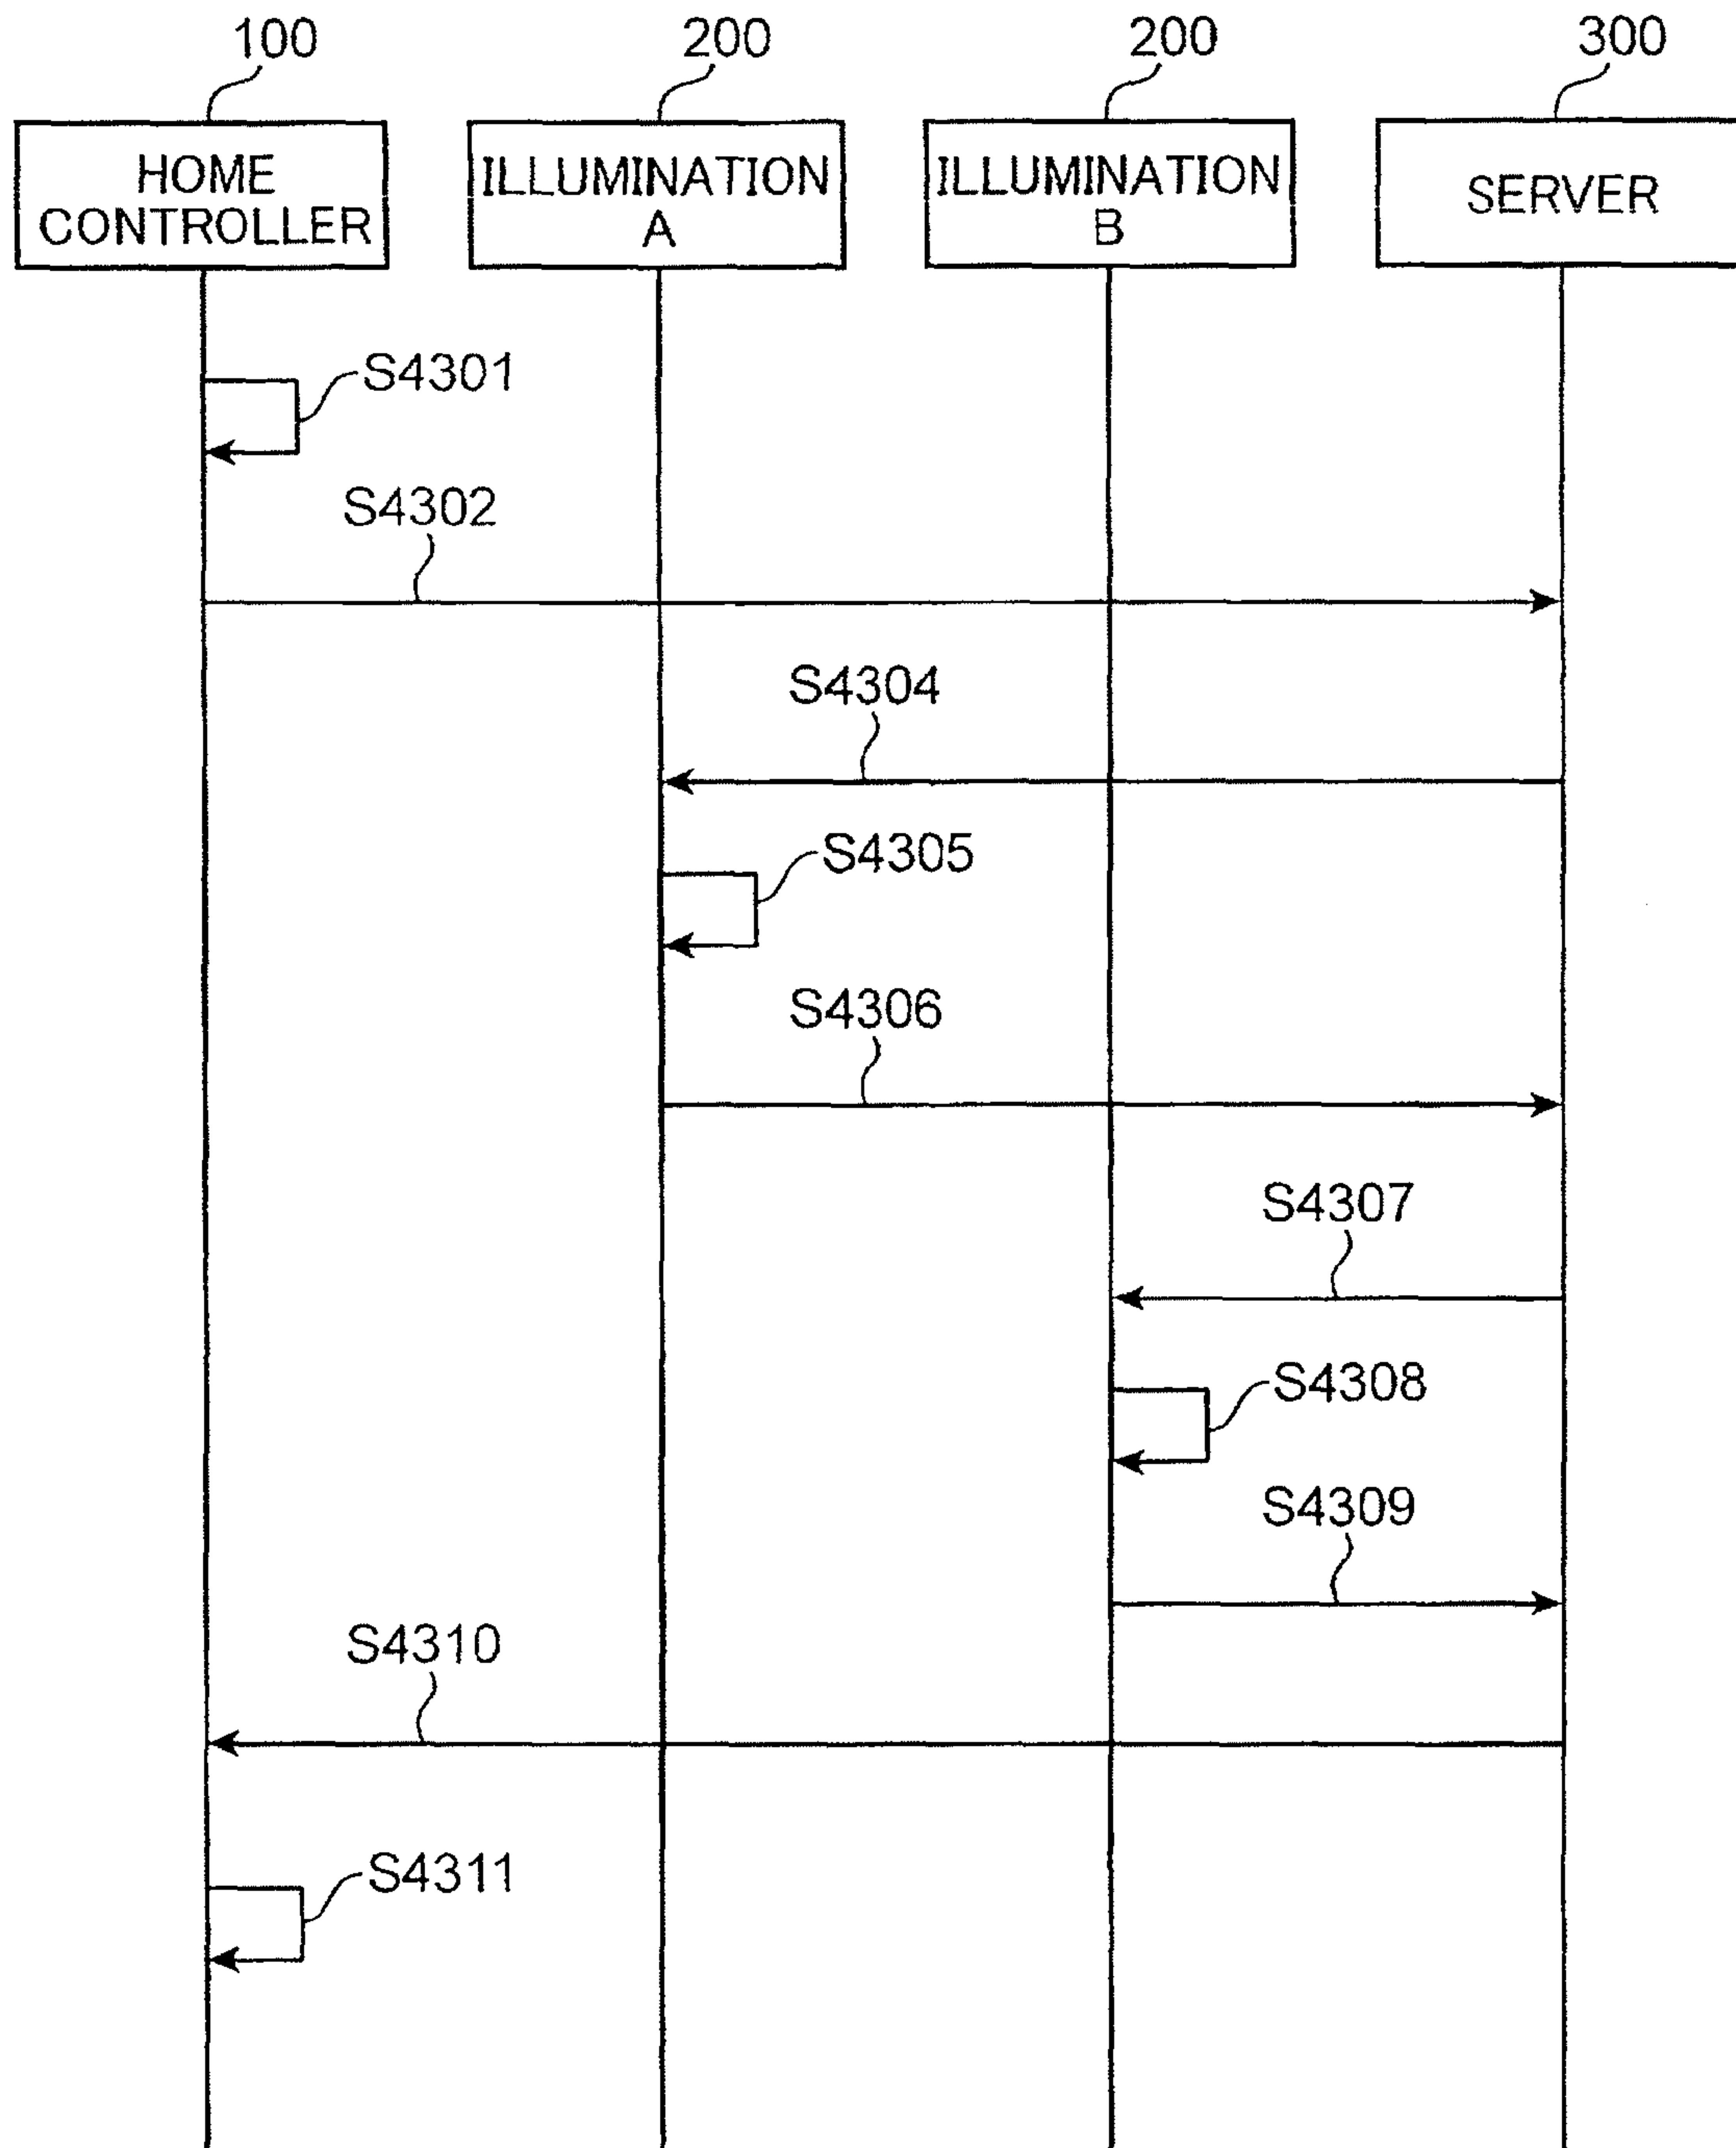 100
200
200
300
HOME
CONTROLLER
ILLUMINATION
A
ILLUMINATION
B
SERVER
S4301
S4302
S4304
S4305
S4306
S4307
S4308
S4309
S4310
S4311